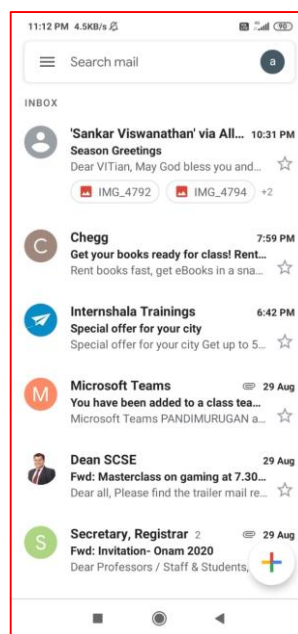 11:12 PM 4.5KB/s
90
Search mail
a
INBOX
'Sankar Viswanathan' via All... 10:31 PM
Season Greetings
Dear VITian, May God bless you and...
IMG_4792 IMG_4794 +2
C
Chegg 7:59 PM
Get your books ready for class! Rent...
Rent books fast, get eBooks in a sna...
Internshala Trainings 6:42 PM
Special offer for your city
Special offer for your city Get up to 5...
M
Microsoft Teams 29 Aug
You have been added to a class tea...
Microsoft Teams PANDIMURUGAN a...
Dean SCSE 29 Aug
Fwd: Masterclass on gaming at 7.30...
Dear all, Please find the trailer mail re...
S
Secretary, Registrar 2 29 Aug
Fwd: Invitation- Onam 2020
Dear Professors / Staff & Students,